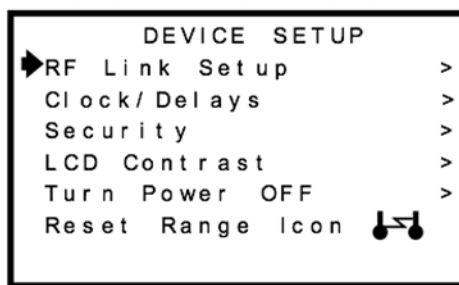 DEVICE SETUP
RF Link Setup >
Clock/Delays >
Security >
LCD Contrast >
Turn Power OFF >
Reset Range Icon